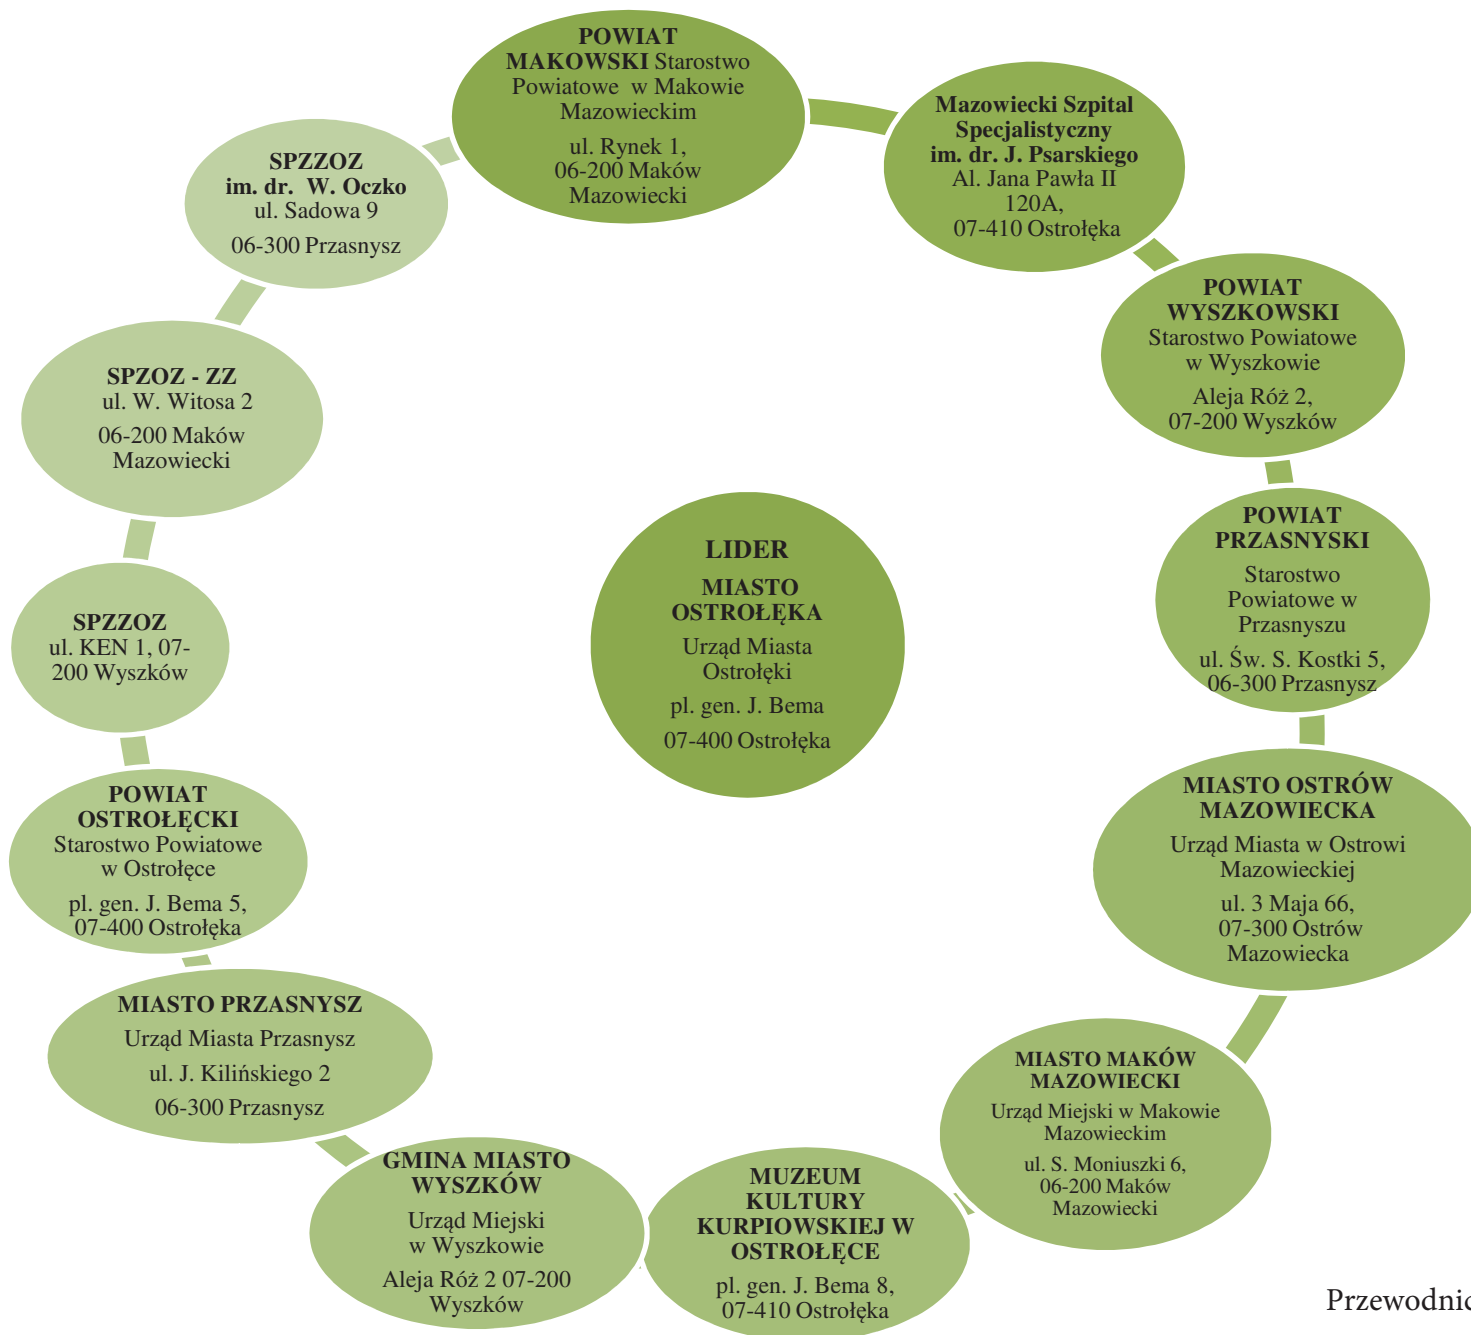 POWIAT
MAKOWSKI Starostwo
Powiatowe w Makowie
Mazowieckim
ul. Rynek 1,
06-200 Maków
Mazowiecki
Mazowiecki Szpital
Specjalistyczny
im. dr. J. Psarskiego
Al. Jana Pawła II
120A,
07-410 Ostrołęka
POWIAT
WYSZKOWSKI
Starostwo Powiatowe
w Wyszkowie
Aleja Róż 2,
07-200 Wyszków
POWIAT
PRZASNYSKI
Starostwo
Powiatowe w
Przasnyszu
ul. Św. S. Kostki 5,
06-300 Przasnysz
MIASTO OSTRÓW
MAZOWIECKA
Urząd Miasta w Ostrowi
Mazowieckiej
ul. 3 Maja 66,
07-300 Ostrów
Mazowiecka
MIASTO MAKÓW
MAZOWIECKI
Urząd Miejski w Makowie
Mazowieckim
ul. S. Moniuszki 6,
06-200 Maków
Mazowiecki
MUZEUM
KULTURY
KURPIOWSKIEJ W
OSTROŁĘCE
pl. gen. J. Bema 8,
07-410 Ostrołęka
GMINA MIASTO
WYSZKÓW
Urząd Miejski
w Wyszkowie
Aleja Róż 2 07-200
Wyszków
MIASTO PRZASNYSZ
Urząd Miasta Przasnysz
ul. J. Kilińskiego 2
06-300 Przasnysz
POWIAT
OSTROŁĘCKI
Starostwo Powiatowe
w Ostrołęce
pl. gen. J. Bema 5,
07-400 Ostrołęka
SPZZOZ
ul. KEN 1, 07-
200 Wyszków
SPZOZ - ZZ
ul. W. Witosa 2
06-200 Maków
Mazowiecki
SPZZOZ
im. dr. W. Oczko
ul. Sadowa 9
06-300 Przasnysz
LIDER
MIASTO
OSTROŁĘKA
Urząd Miasta
Ostrołęki
pl. gen. J. Bema
07-400 Ostrołęka